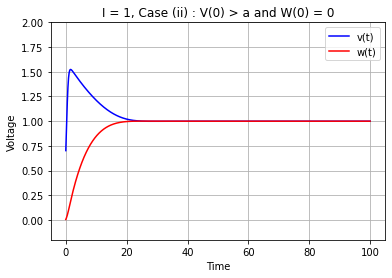 I = 1, Case (ii) : V(0) > a and W(0) = 0
2.00
1.75
1.50
1.25
1.00
0.75
0.50
0.25
0.00
Voltage
v(t)
w(t)
0 20 40 60 80 100
Time